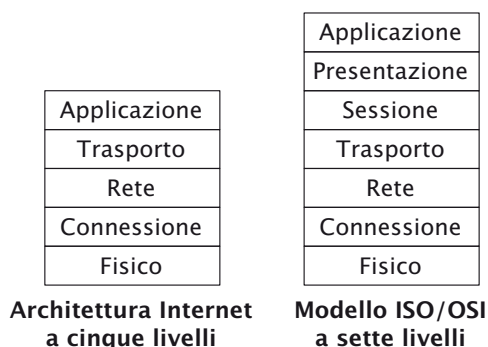 Applicazione
Trasporto
Rete
Connessione
Fisico
Architettura Internet
a cinque livelli
Applicazione
Presentazione
Sessione
Trasporto
Rete
Connessione
Fisico
Modello ISO/OSI
a sette livelli